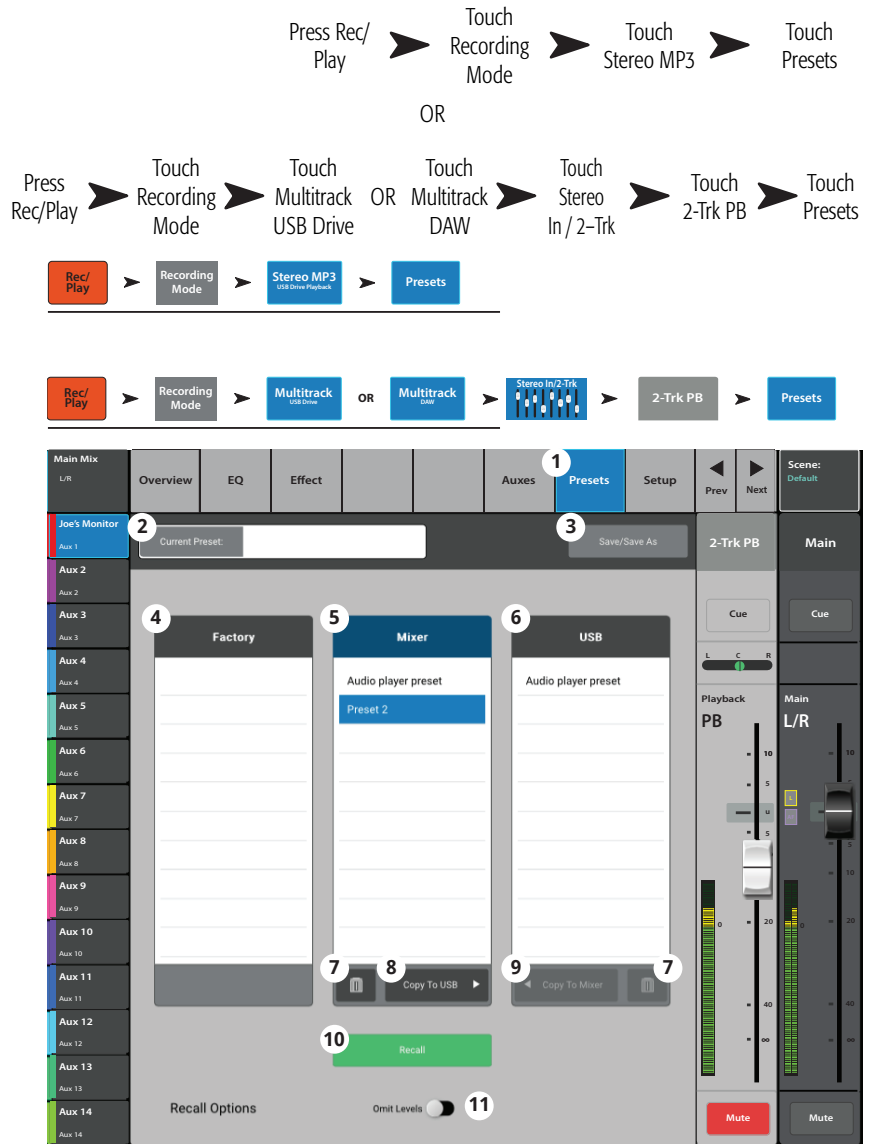 Press Rec/
Play
Touch
Recording
Mode
Touch
Stereo MP3
Touch
Presets
OR
Press
Rec/Play
Touch
Recording
Mode
Touch
Multitrack
USB Drive
OR
Touch
Multitrack
DAW
Touch
Stereo
In / 2–Trk
Touch
2-Trk PB
Touch
Presets
Rec/
Play
Recording
Mode
Stereo MP3
USB Drive Playback
Presets
Rec/
Play
Recording
Mode
Multitrack
USB Drive
OR
Multitrack
DAW
Stereo In/2-Trk
2-Trk PB
Presets
Main Mix
L/R
Overview
EQ
Effect
Auxes
1
Presets
Setup
Prev
Next
Scene:
Default
Joe's Monitor
Aux 1
2
Current Preset:
3
Save/Save As
2-Trk PB
Main
Aux 2
Aux 2
Aux 3
Aux 3
Aux 4
Aux 4
Aux 5
Aux 5
Aux 6
Aux 6
Aux 7
Aux 7
Aux 8
Aux 8
Aux 9
Aux 9
Aux 10
Aux 10
Aux 11
Aux 11
Aux 12
Aux 12
Aux 13
Aux 13
Aux 14
Aux 14
4
Factory
5
Mixer
Audio player preset
Preset 2
6
USB
Audio player preset
7
8
Copy To USB
9
Copy To Mixer
7
10
Recall
Recall Options
Omit Levels
11
Cue
L C R
Playback
PB
10
5
u
5
0
20
40
∞
Mute
Cue
Main
L/R
10
L
5
10
0
20
40
∞
Mute